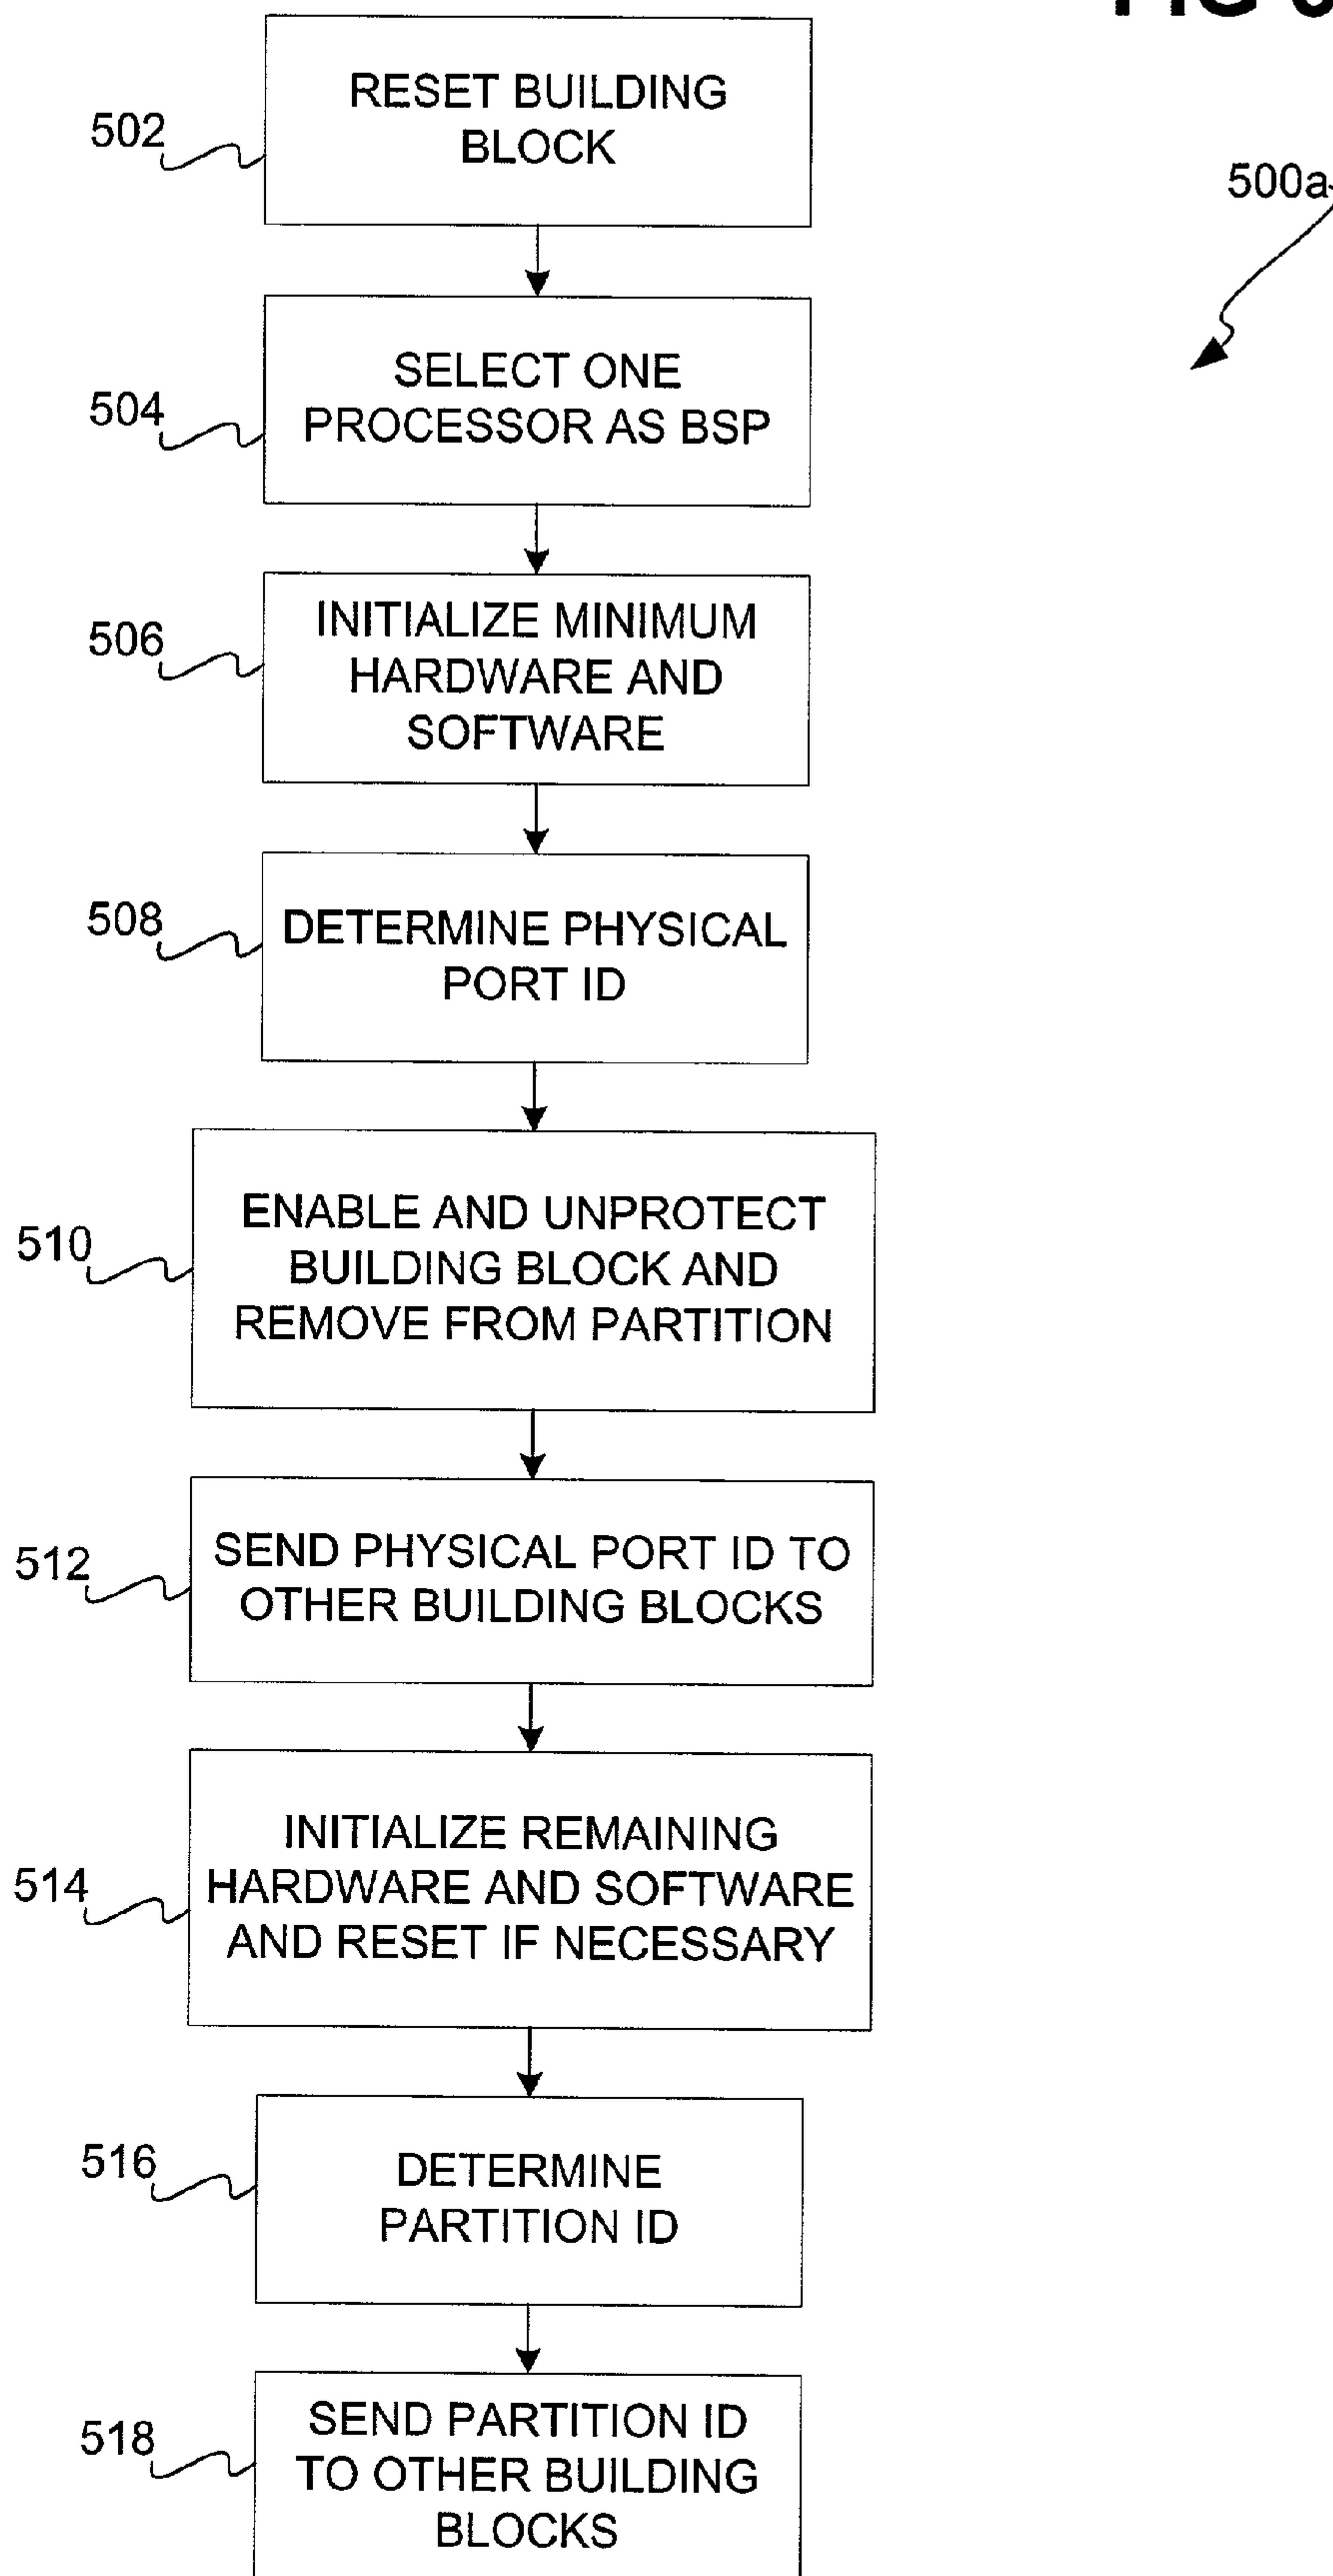 FIG
RESET BUILDING
BLOCK
502
500a
SELECT ONE
PROCESSOR AS BSP
504
INITIALIZE MINIMUM
HARDWARE AND
SOFTWARE
506
DETERMINE PHYSICAL
PORT ID
508
ENABLE AND UNPROTECT
BUILDING BLOCK AND
REMOVE FROM PARTITION
510
SEND PHYSICAL PORT ID TO
OTHER BUILDING BLOCKS
512
INITIALIZE REMAINING
HARDWARE AND SOFTWARE
AND RESET IF NECESSARY
514
DETERMINE
PARTITION ID
516
SEND PARTITION ID
TO OTHER BUILDING
BLOCKS
518